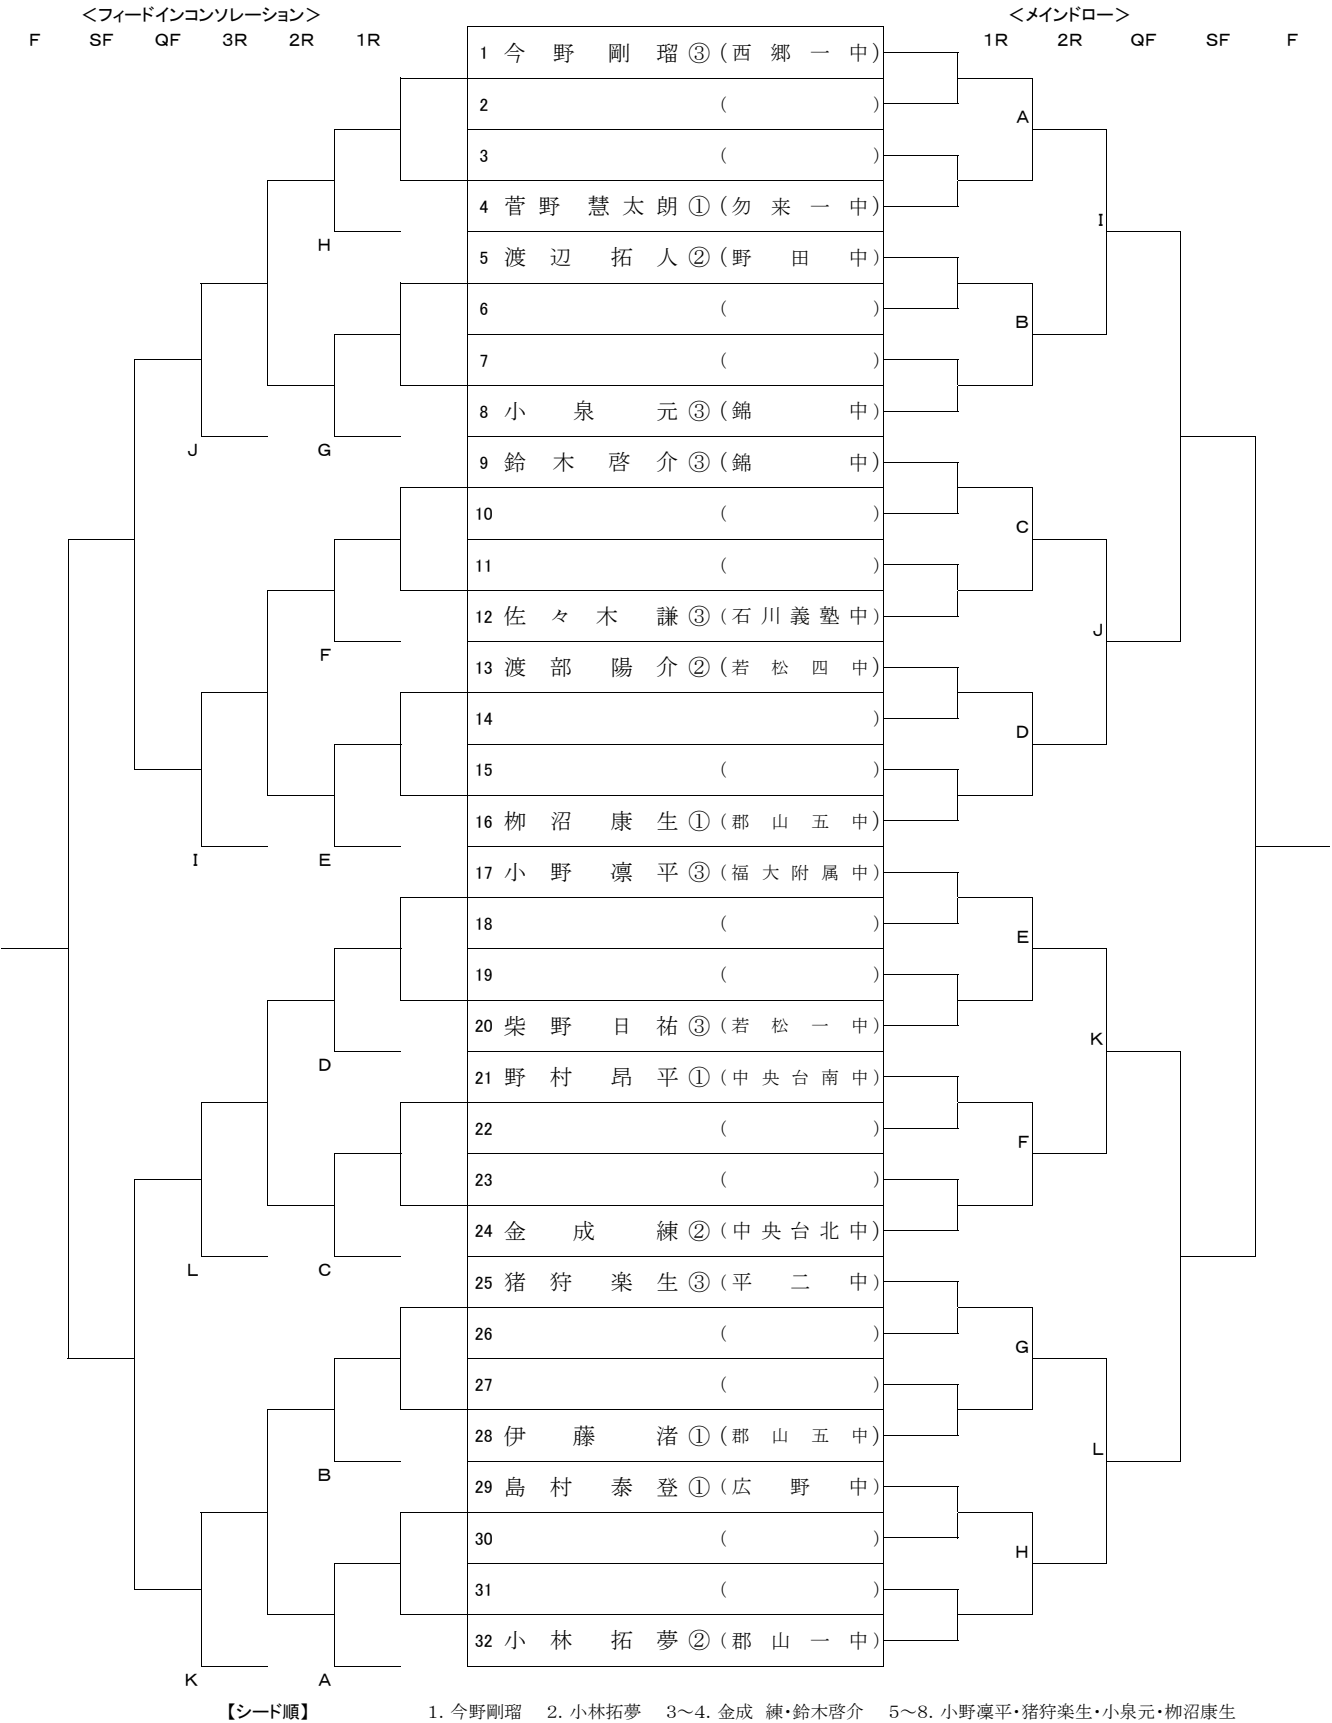 ＜フィードインコンソレーション＞ ＜メインドロー＞
F SF QF 3R 2R 1R 1R 2R QF SF F
1 今野剛瑠③(西郷一中)
2 ( )
A
3 ( )
4 菅野慧太朗①(勿来一中)
I
H
5 渡辺拓人②(野田中)
6 ( )
B
7 ( )
8 小泉元③(錦中)
J G
9 鈴木啓介③(錦中)
10 ( )
C
11 ( )
12 佐々木謙③(石川義塾中)
J
F
13 渡部陽介②(若松四中)
14 )
D
15 ( )
16 栁沼康生①(郡山五中)
I E
17 小野凛平③(福大附属中)
18 ( )
E
19 ( )
20 柴野日祐③(若松一中)
K
D
21 野村昂平①(中央台南中)
22 ( )
F
23 ( )
24 金成練②(中央台北中)
L C
25 猪狩楽生③(平二中)
26 ( )
G
27 ( )
28 伊藤渚①(郡山五中)
L
B
29 島村泰登①(広野中)
30 ( )
H
31 ( )
32 小林拓夢②(郡山一中)
K A
【シード順】 1. 今野剛瑠 2. 小林拓夢 3～4. 金成 練・鈴木啓介 5～8. 小野凜平・猪狩楽生・小泉元・栁沼康生